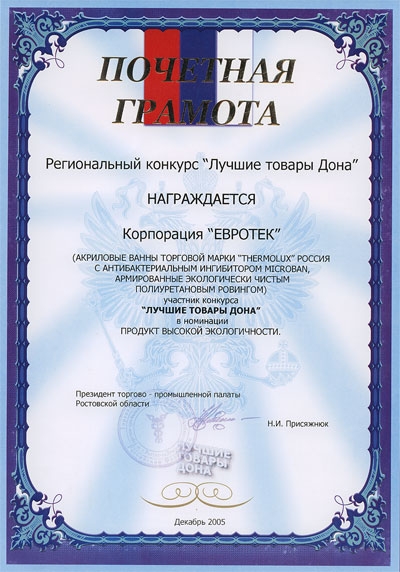 ПОЧЕТНАЯ
ГРАМОТА
Региональный конкурс “Лучшие товары Дона”
НАГРАЖДАЕТСЯ
Корпорация “ЕВРОТЕК”
(АКРИЛОВЫЕ ВАННЫ ТОРГОВОЙ МАРКИ “THERMOLUX” РОССИЯ
С АНТИБАКТЕРИАЛЬНЫМ ИНГИБИТОРОМ MICROBAN,
АРМИРОВАННЫЕ ЭКОЛОГИЧЕСКИ ЧИСТЫМ
ПОЛИУРЕТАНОВЫМ РОВИНГОМ)
участник конкурса
“ЛУЧШИЕ ТОВАРЫ ДОНА”
в номинации
ПРОДУКТ ВЫСОКОЙ ЭКОЛОГИЧНОСТИ.
Президент торгово - промышленной палаты
Ростовской области
Н.И. Присяжнюк
ЛУЧШИЕ
ТОВАРЫ
ДОНА
Декабрь 2005